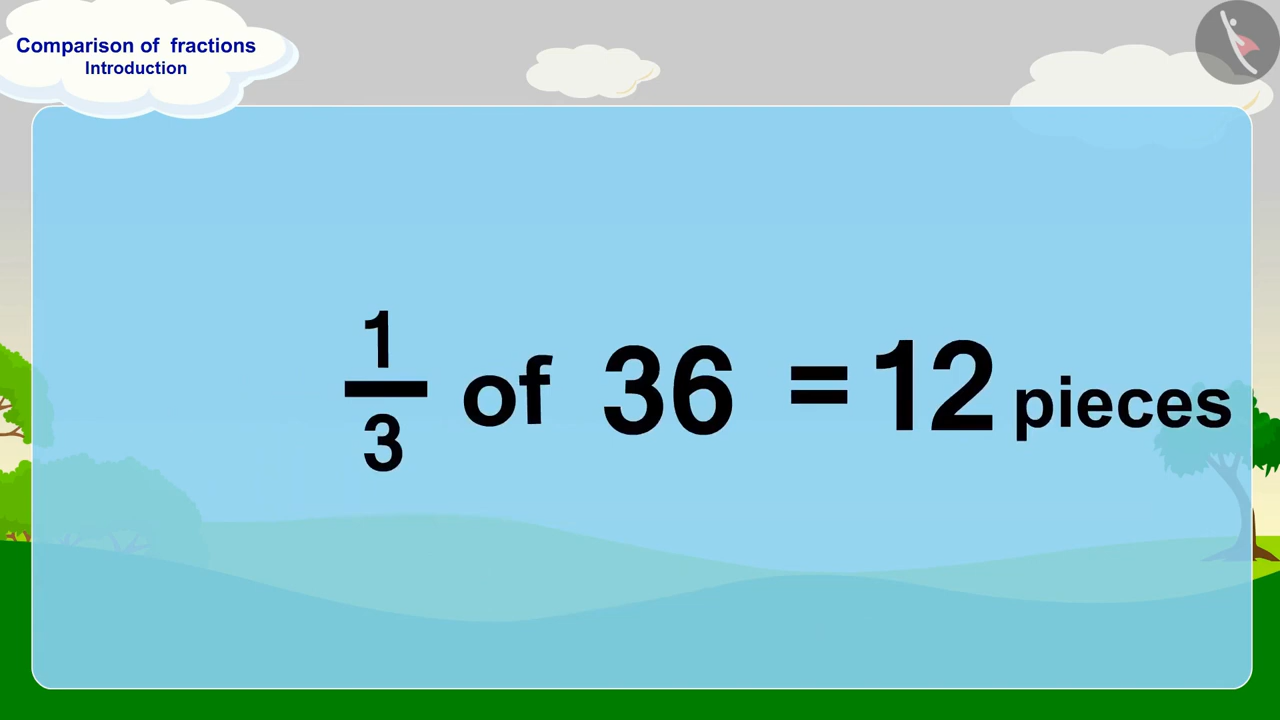 Comparison of fractions
Introduction
1/3 of 36 = 12 pieces